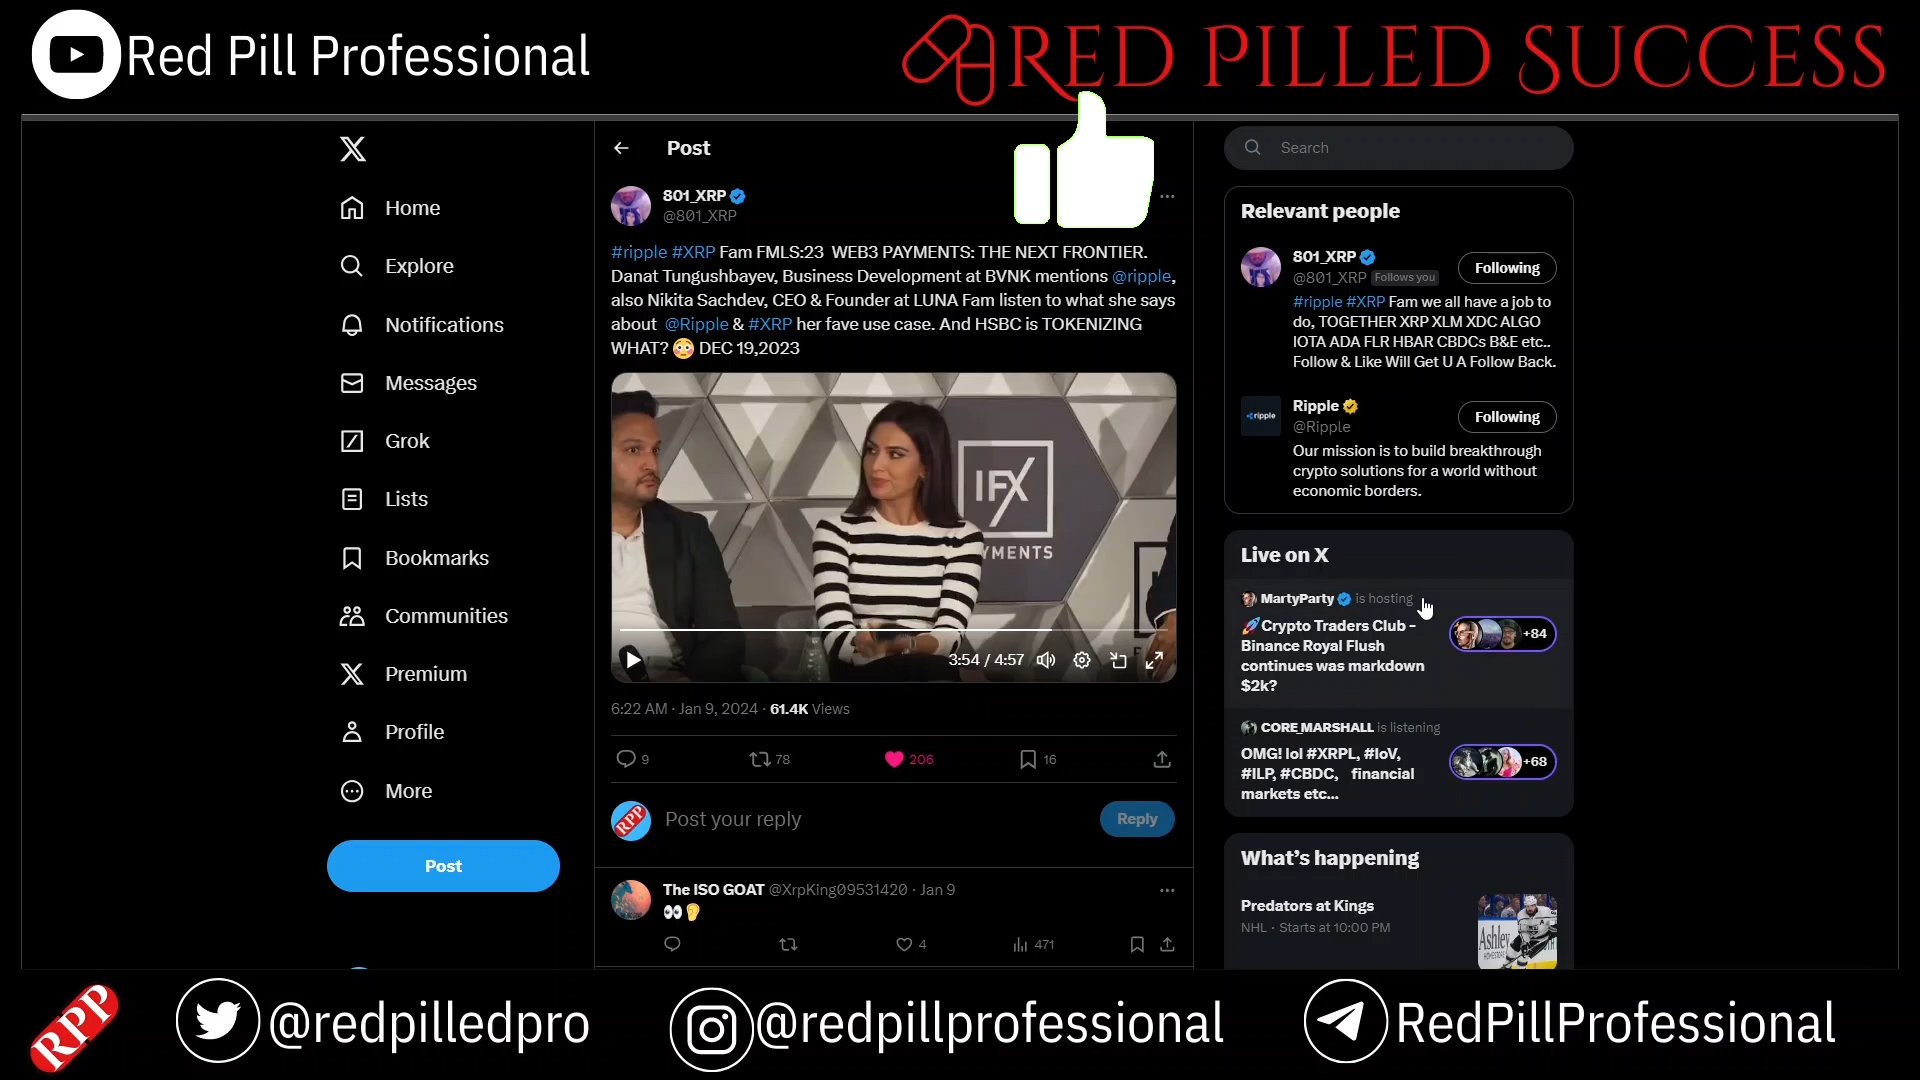 Red Pill Professional
RED PILLED SUCCESS
Home
Explore
Notifications
Messages
Grok
Lists
Bookmarks
Communities
Premium
Profile
More
Post
Post
801_XRP
@801_XRP
#ripple #XRP Fam FMLS:23 WEB3 PAYMENTS: THE NEXT FRONTIER.
Danat Tungushbayev, Business Development at BVNK mentions @ripple,
also Nikita Sachdev, CEO & Founder at LUNA Fam listen to what she says
about @Ripple & #XRP her fave use case. And HSBC is TOKENIZING
WHAT? 😳 DEC 19,2023
IFX
YMENTS
3:54 / 4:57
6:22 AM · Jan 9, 2024 · 61.4K Views
9
78
206
16
RPP
Post your reply
Reply
The ISO GOAT @XrpKing09531420 · Jan 9
👀👂
4
471
Search
Relevant people
801_XRP
@801_XRP Follows you
Following
#ripple #XRP Fam we all have a job to
do, TOGETHER XRP XLM XDC ALGO
IOTA ADA FLR HBAR CBDCs B&E etc..
Follow & Like Will Get U A Follow Back.
ripple
Ripple
@Ripple
Following
Our mission is to build breakthrough
crypto solutions for a world without
economic borders.
Live on X
MartyParty is hosting
🚀Crypto Traders Club -
Binance Royal Flush
continues was markdown
$2k?
+84
CORE_MARSHALL is listening
OMG! lol #XRPL, #IoV,
#ILP, #CBDC, financial
markets etc...
+68
What's happening
Predators at Kings
NHL · Starts at 10:00 PM
Ashley
RPP
@redpilledpro
@redpillprofessional
RedPillProfessional